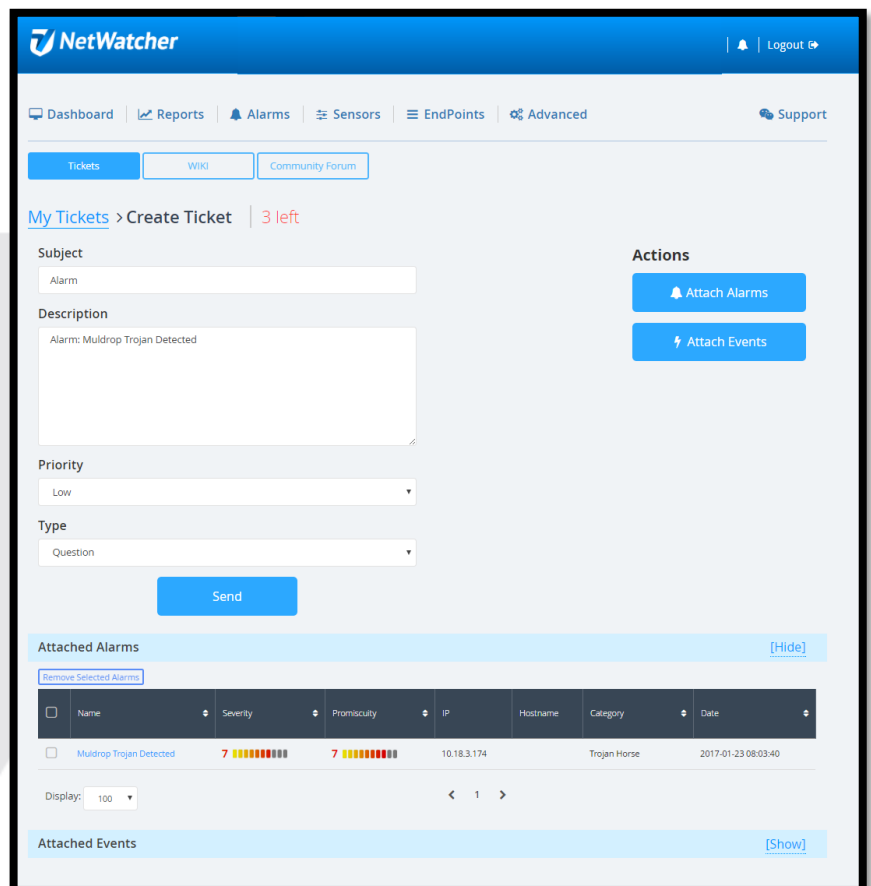 NetWatcher
Logout
Dashboard Reports Alarms Sensors EndPoints Advanced Support
Tickets WIKI Community Forum
My Tickets > Create Ticket 3 left
Subject
Actions
Alarm
Attach Alarms
Description
Alarm: Muldrop Trojan Detected
Attach Events
Priority
Low
Type
Question
Send
Attached Alarms [Hide]
Remove Selected Alarms
Name Severity Promiscuity IP Hostname Category Date
Muldrop Trojan Detected 7 7 10.18.3.174 Trojan Horse 2017-01-23 08:03:40
Display: 100 1
Attached Events [Show]